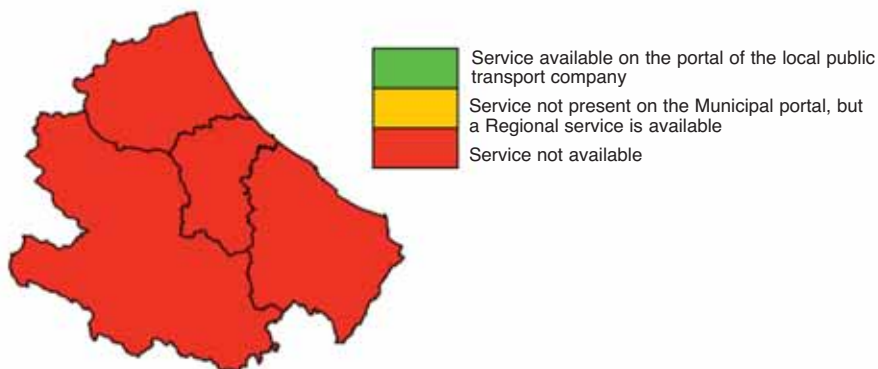 Service available on the portal of the local public
transport company
Service not present on the Municipal portal, but
a Regional service is available
Service not available